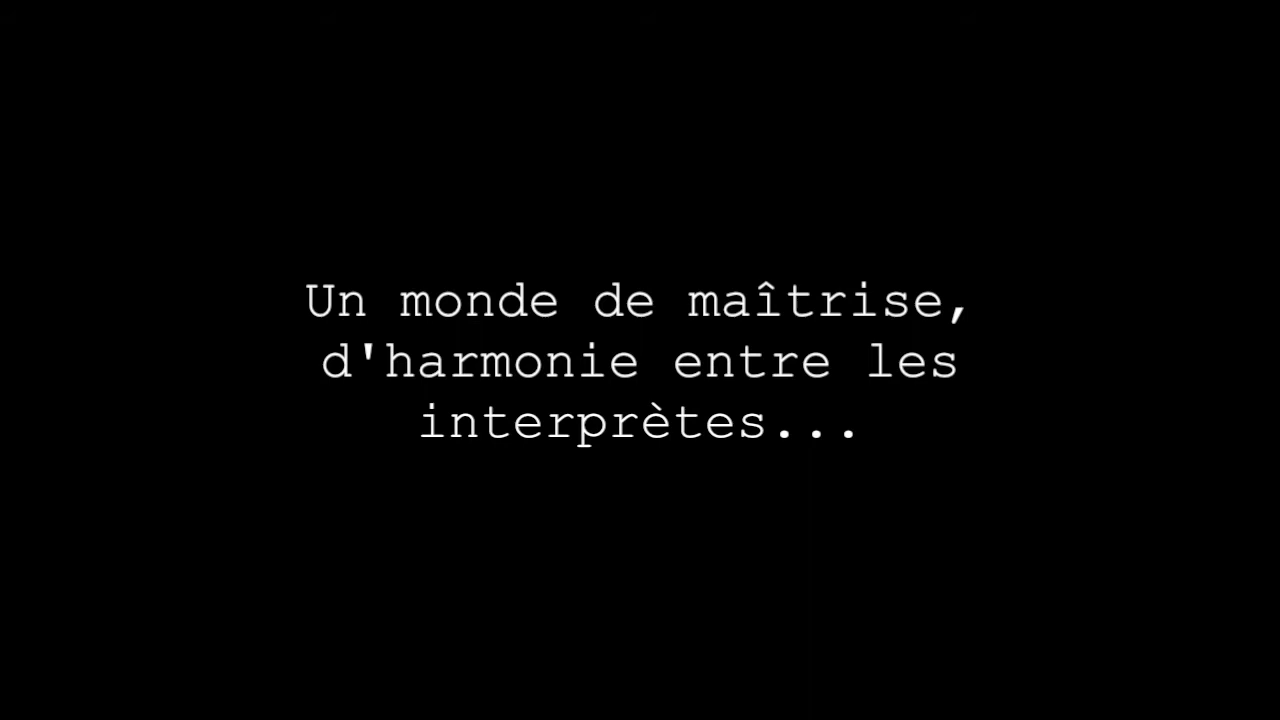 Un monde de maîtrise,
d'harmonie entre les
interprètes...